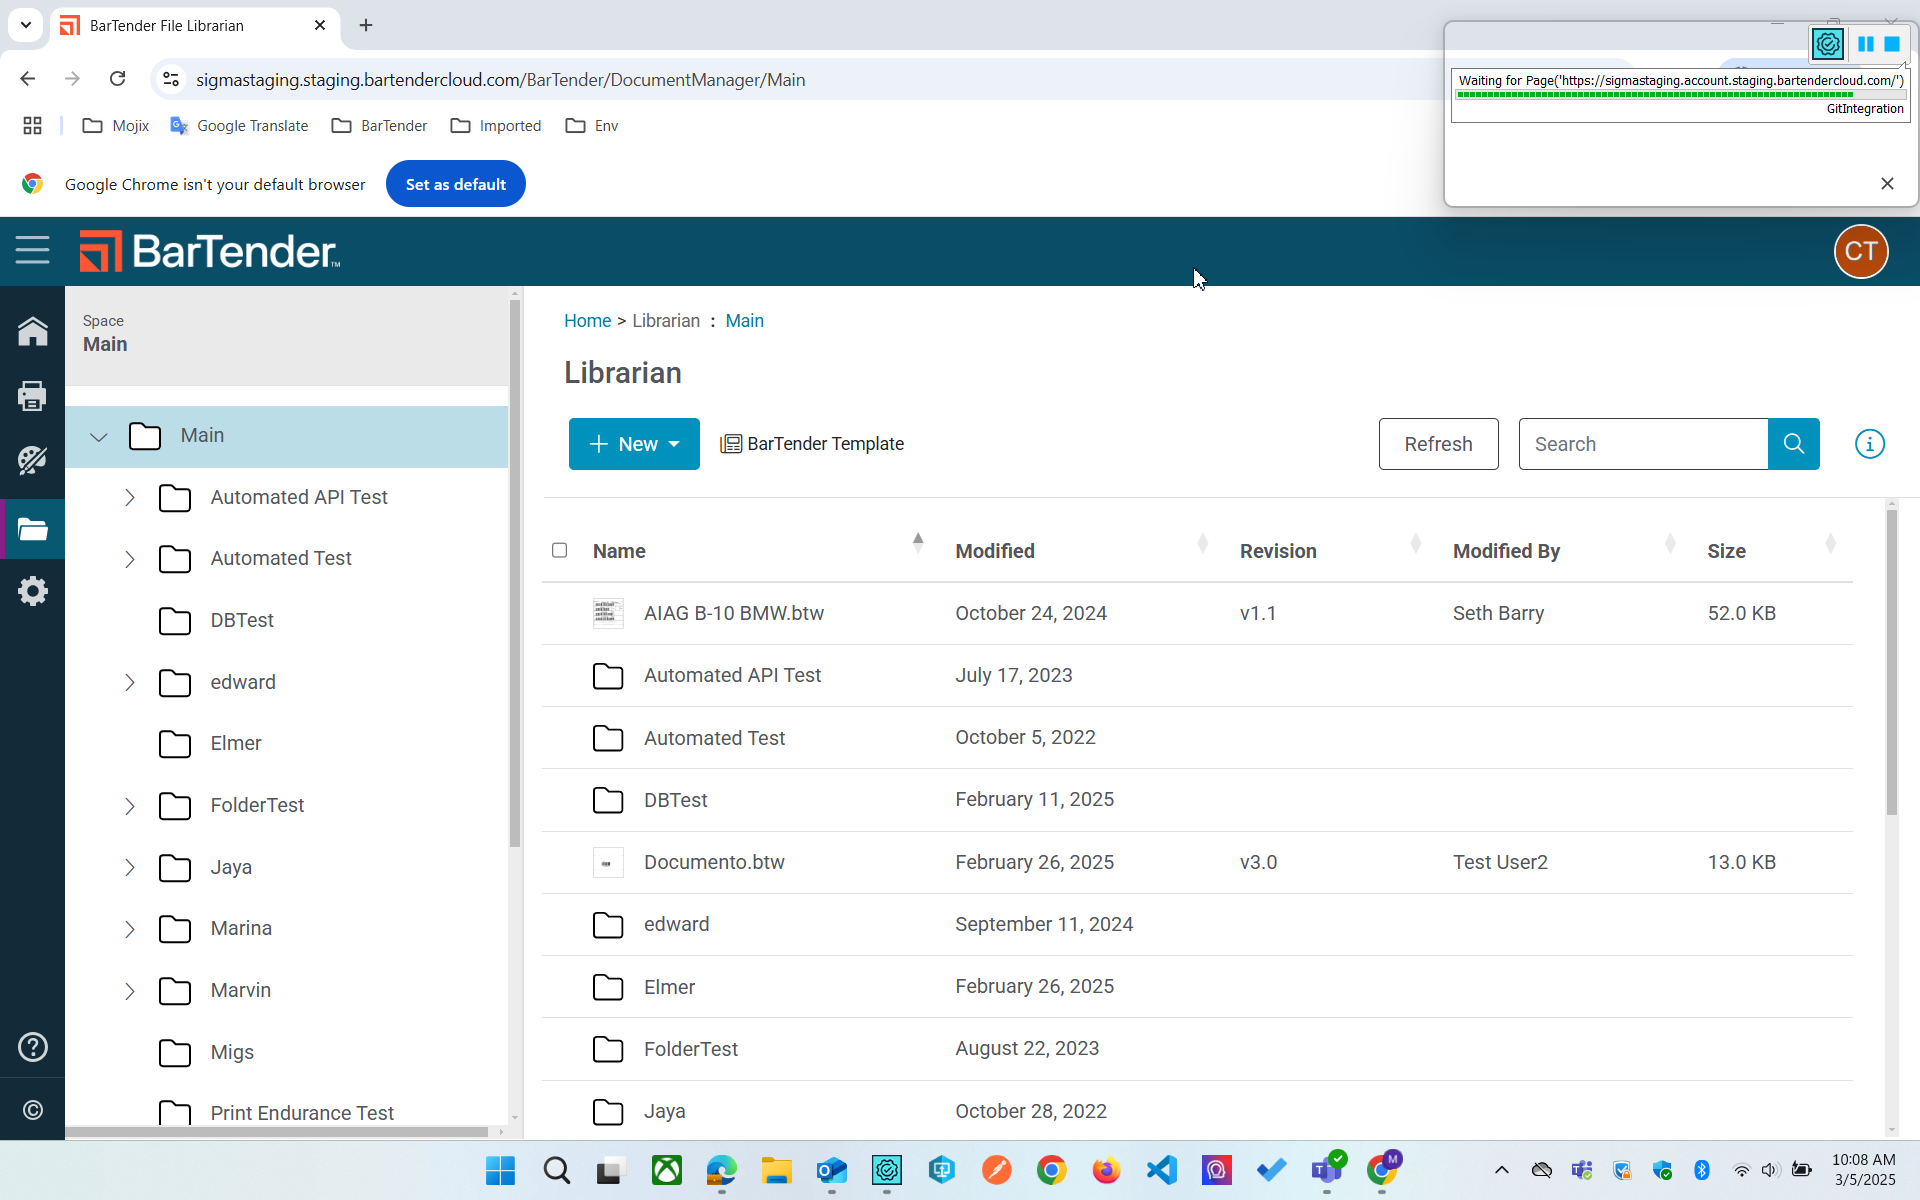 BarTender File Librarian
sigmastaging.staging.bartendercloud.com/BarTender/DocumentManager/Main
Waiting for Page('https://sigmastaging.account.staging.bartendercloud.com/')
GitIntegration
Mojix
Google Translate
BarTender
Imported
Env
Google Chrome isn't your default browser
Set as default
BarTender™
CT
Space
Main
Home > Librarian : Main
Librarian
New
BarTender Template
Refresh
Search
Main
Automated API Test
Automated Test
DBTest
edward
Elmer
FolderTest
Jaya
Marina
Marvin
Migs
Print Endurance Test
Name Modified Revision Modified By Size
AIAG B-10 BMW.btw October 24, 2024 v1.1 Seth Barry 52.0 KB
Automated API Test July 17, 2023
Automated Test October 5, 2022
DBTest February 11, 2025
Documento.btw February 26, 2025 v3.0 Test User2 13.0 KB
edward September 11, 2024
Elmer February 26, 2025
FolderTest August 22, 2023
Jaya October 28, 2022
M
10:08 AM
3/5/2025